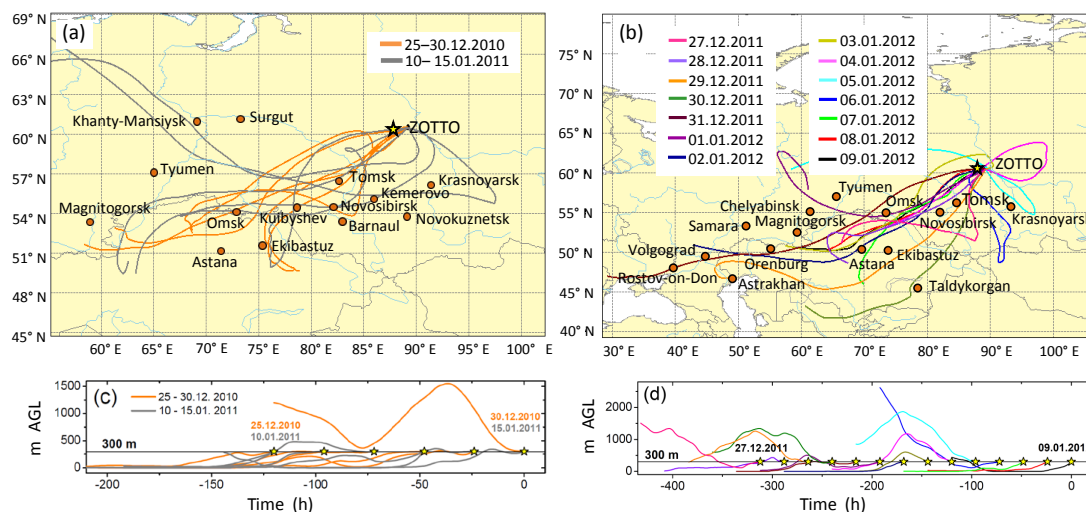 (a)
25–30.12.2010
10– 15.01.2011
69° N
66° N
63° N
60° N
57° N
54° N
51° N
48° N
45° N
Khanty-Mansiysk
Surgut
ZOTTO
Tyumen
Tomsk
Kemerovo
Krasnoyarsk
Magnitogorsk
Omsk
Kuibyshev
Novosibirsk
Novokuznetsk
Barnaul
Astana
Ekibastuz
60° E
65° E
70° E
75° E
80° E
85° E
90° E
95° E
100° E
(b)
27.12.2011
28.12.2011
29.12.2011
30.12.2011
31.12.2011
01.01.2012
02.01.2012
03.01.2012
04.01.2012
05.01.2012
06.01.2012
07.01.2012
08.01.2012
09.01.2012
75° N
70° N
65° N
60° N
55° N
50° N
45° N
40° N
ZOTTO
Tyumen
Chelyabinsk
Omsk
Tomsk
Samara
Magnitogorsk
Novosibirsk
Krasnoyarsk
Volgograd
Orenburg
Astana
Ekibastuz
Rostov-on-Don
Astrakhan
Taldykorgan
30° E
40° E
50° E
60° E
70° E
80° E
90° E
100° E
(c)
25 - 30.12.2010
10 - 15.01.2011
m AGL
1500
1000
500
0
300 m
25.12.2010
10.01.2011
30.12.2010
15.01.2011
-200
-150
-100
-50
0
Time (h)
(d)
m AGL
2000
1000
0
300 m
27.12.2011
09.01.2012
-400
-300
-200
-100
0
Time (h)